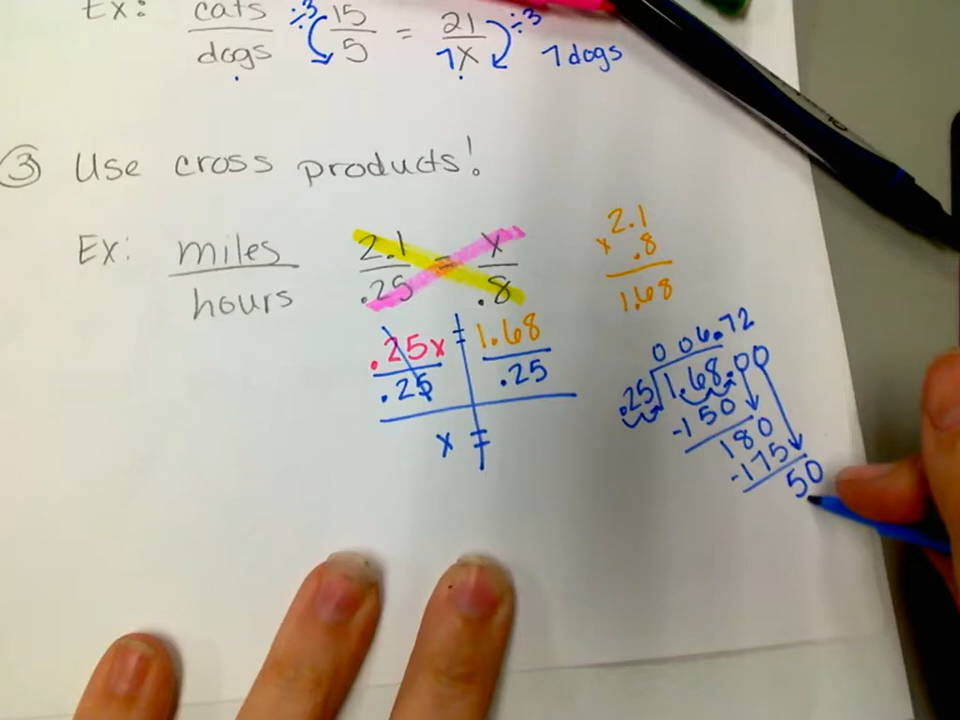 Ex: cats ÷3 15 = 21 ÷3
dogs 5 7x 7 dogs
③ Use cross products!
Ex: miles 2.1 = x
hours .25 .8
2.1
x .8
1.68
.25x = 1.68
.25 .25
x =
006.72
.25 1.68.00
-150
180
-175
50